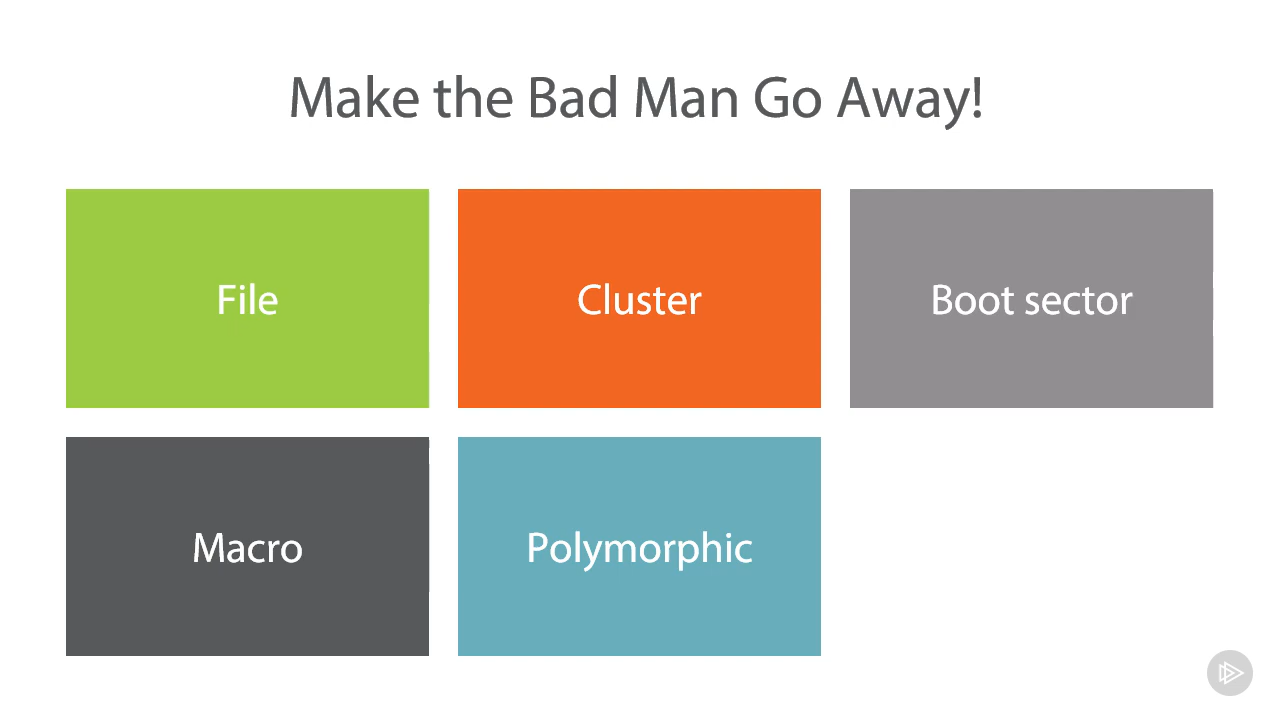 Make the Bad Man Go Away!
File
Cluster
Boot sector
Macro
Polymorphic